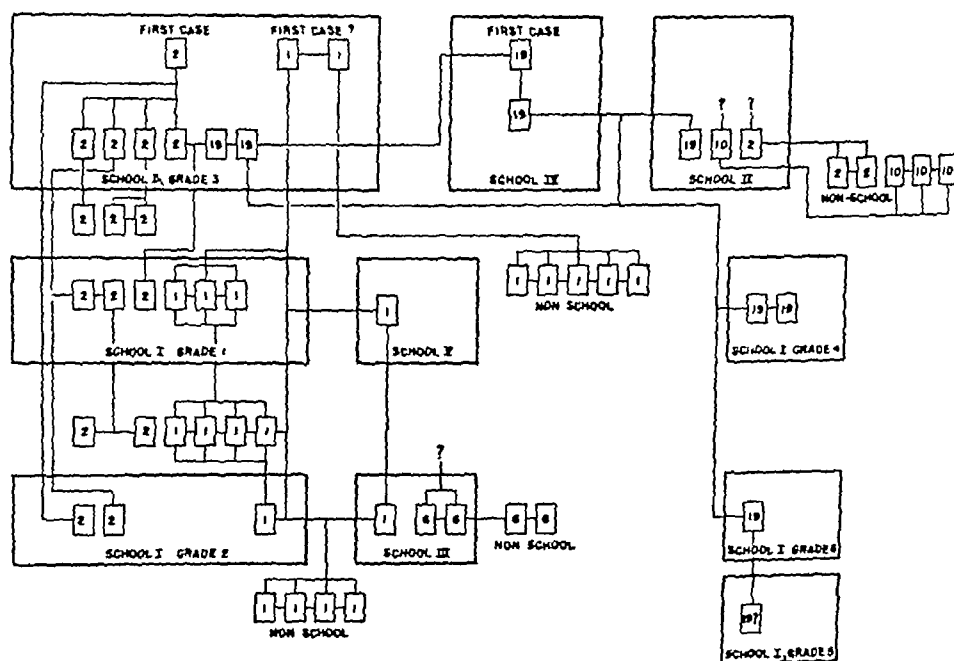 FIRST CASE FIRST CASE ? FIRST CASE
2 1 1 19
19 ? ?
2 2 2 2 19 19 19 10 2
SCHOOL I, GRADE 3 SCHOOL IV SCHOOL II
2 2 10 10 10
NON-SCHOOL
2 2 2
1 1 1 1 1
NON SCHOOL
2 2 2 1 1 1 1 19 19
SCHOOL I GRADE 1 SCHOOL V SCHOOL I GRADE 4
2 2 1 1 1 1
?
2 2 1 1 6 6 6 6 19
SCHOOL I GRADE 2 SCHOOL III NON SCHOOL SCHOOL I GRADE 6
1 1 1 1
NON SCHOOL
19?
SCHOOL I, GRADE 5